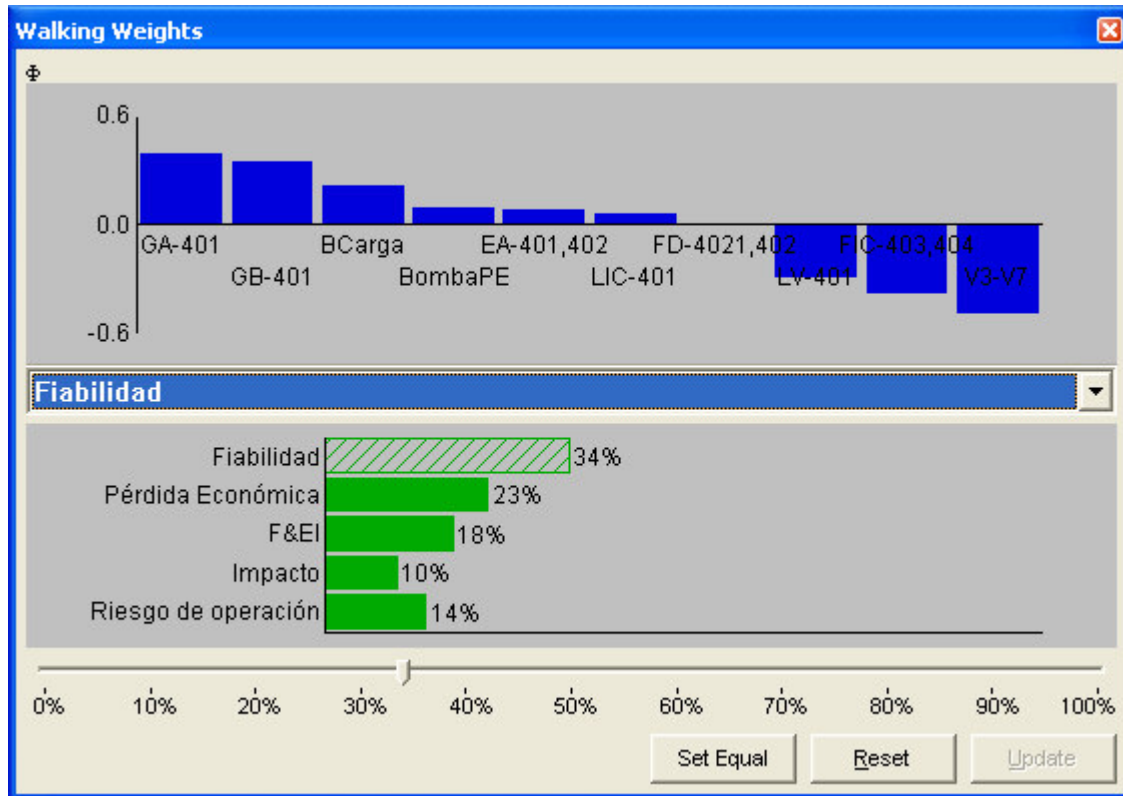 Walking Weights
Φ
0.6
0.0
GA-401 BCarga EA-401,402 FD-4021,402 FIC-403,404
GB-401 BombaPE LIC-401 LV-401 V3-V7
-0.6
Fiabilidad
Fiabilidad 34%
Pérdida Económica 23%
F&EI 18%
Impacto 10%
Riesgo de operación 14%
0% 10% 20% 30% 40% 50% 60% 70% 80% 90% 100%
Set Equal Reset Update